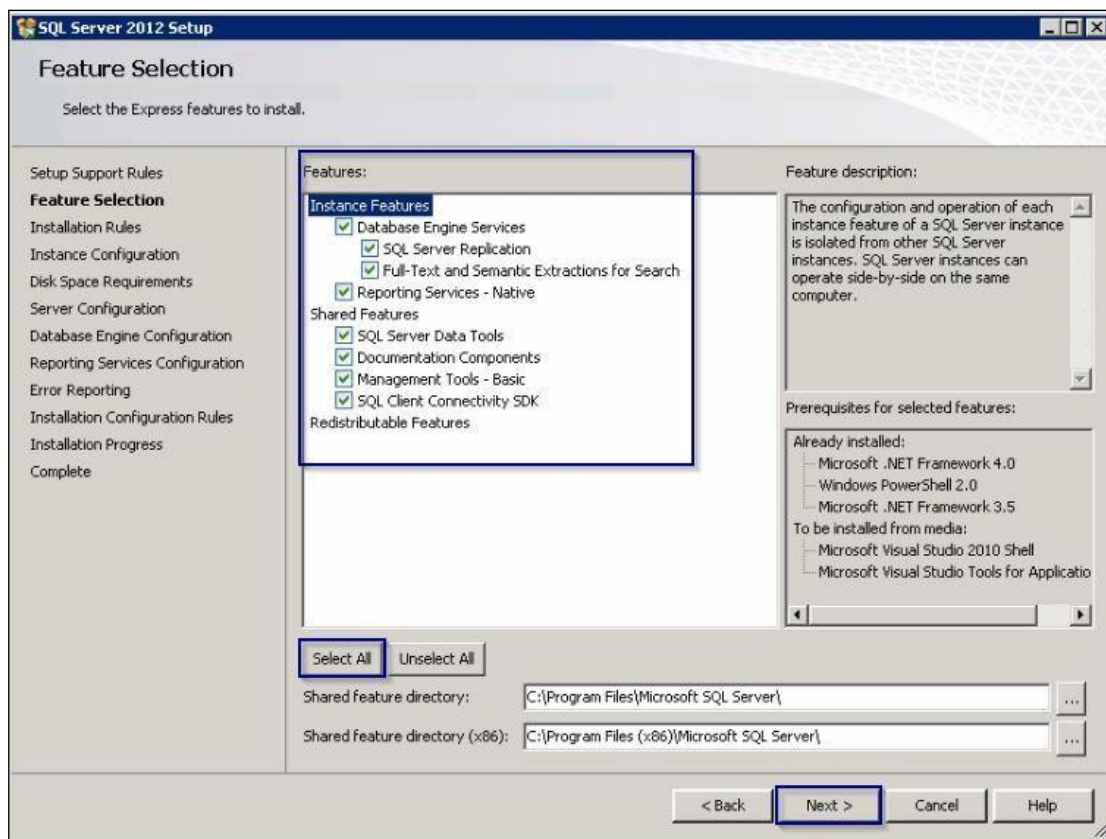 SQL Server 2012 Setup
Feature Selection
Select the Express features to install.
Setup Support Rules
Feature Selection
Installation Rules
Instance Configuration
Disk Space Requirements
Server Configuration
Database Engine Configuration
Reporting Services Configuration
Error Reporting
Installation Configuration Rules
Installation Progress
Complete
Features:
Instance Features
Database Engine Services
SQL Server Replication
Full-Text and Semantic Extractions for Search
Reporting Services - Native
Shared Features
SQL Server Data Tools
Documentation Components
Management Tools - Basic
SQL Client Connectivity SDK
Redistributable Features
Feature description:
The configuration and operation of each
instance feature of a SQL Server instance
is isolated from other SQL Server
instances. SQL Server instances can
operate side-by-side on the same
computer.
Prerequisites for selected features:
Already installed:
Microsoft .NET Framework 4.0
Windows PowerShell 2.0
Microsoft .NET Framework 3.5
To be installed from media:
Microsoft Visual Studio 2010 Shell
Microsoft Visual Studio Tools for Applicatio
Select All
Unselect All
Shared feature directory:
C:\Program Files\Microsoft SQL Server\
...
Shared feature directory (x86):
C:\Program Files (x86)\Microsoft SQL Server\
...
< Back
Next >
Cancel
Help